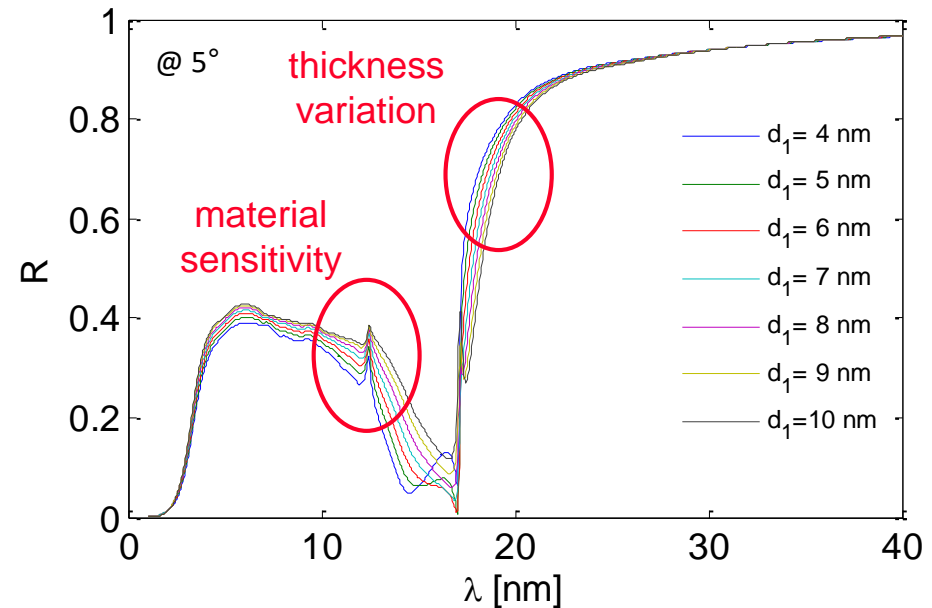 @ 5°
thickness
variation
material
sensitivity
R
1
0.8
0.6
0.4
0.2
0
0 10 20 30 40
λ [nm]
d1= 4 nm
d1= 5 nm
d1= 6 nm
d1= 7 nm
d1= 8 nm
d1= 9 nm
d1=10 nm